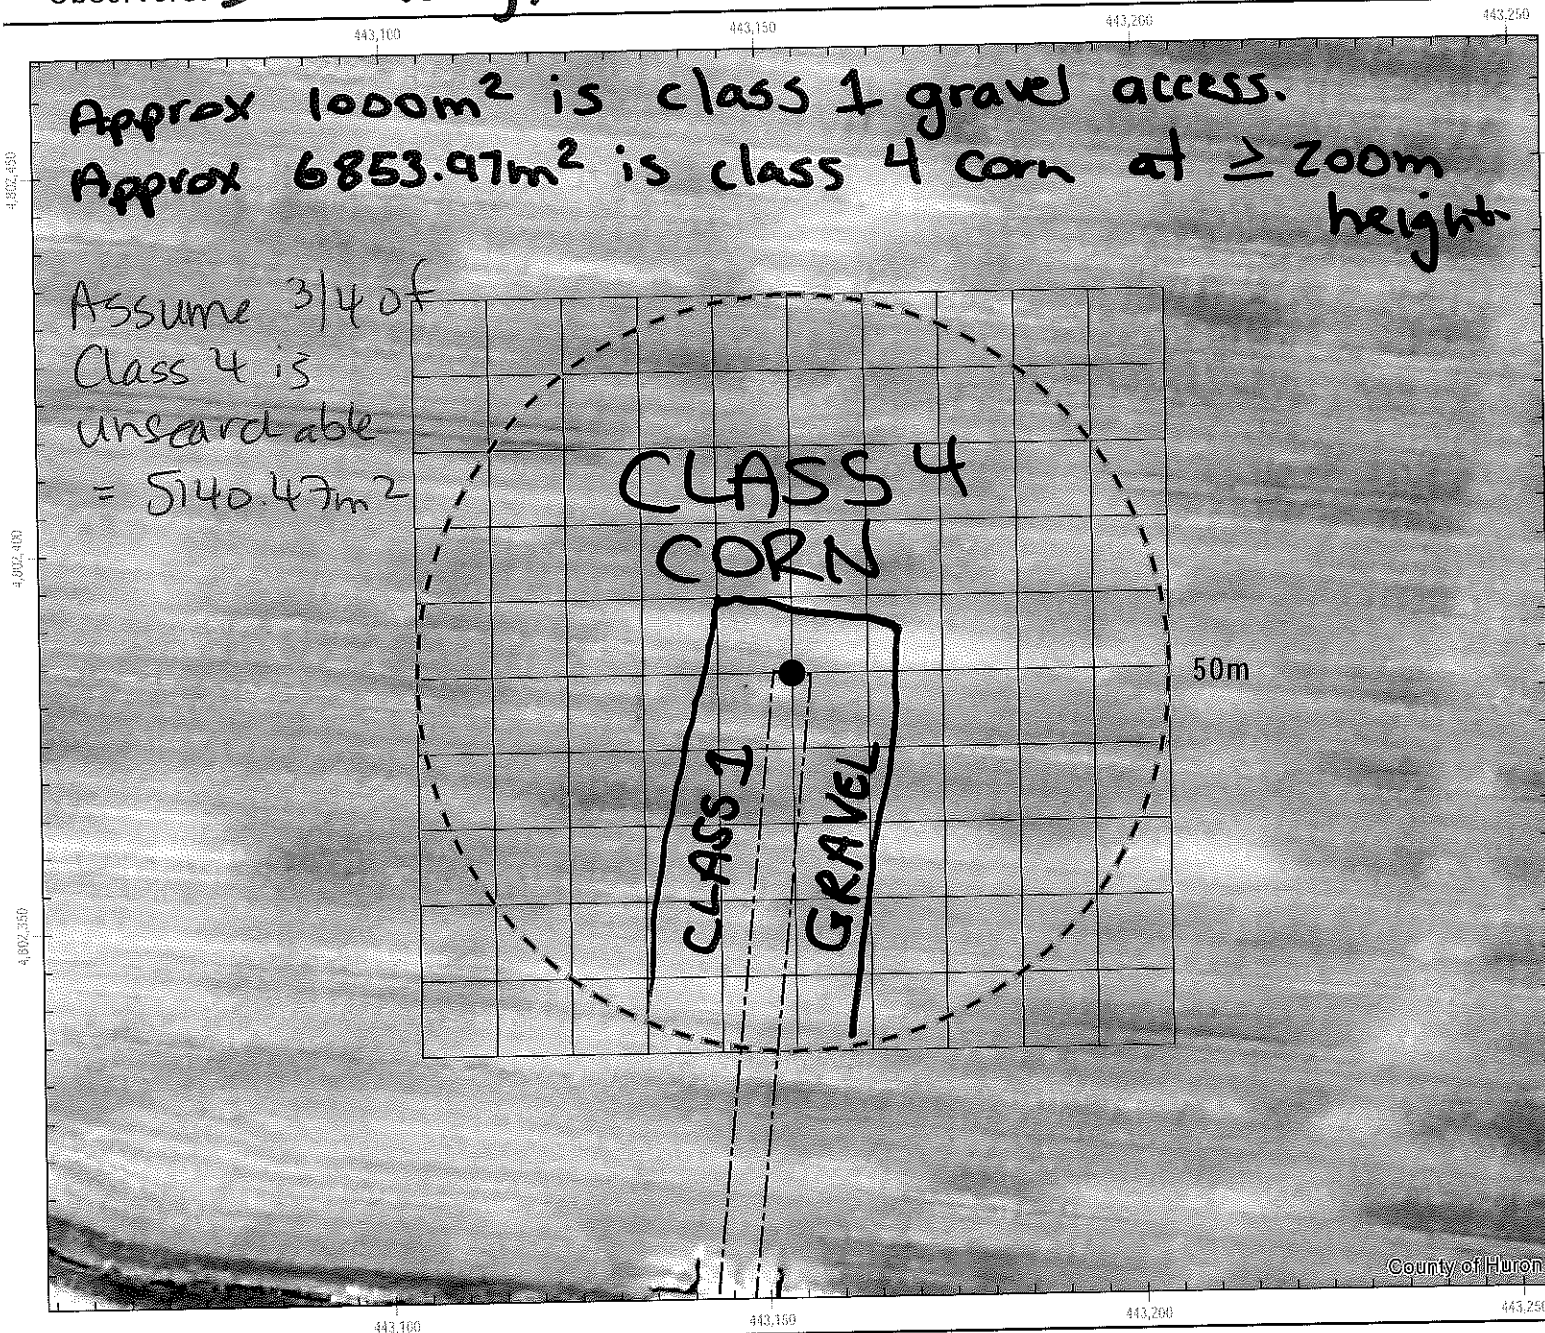 443,100 443,150 443,200 443,250
Approx 1000m² is class 1 gravel access.
Approx 6853.97m² is class 4 corn at ≥ 200m
height.
4,802,450
Assume 3/4 of
Class 4 is
unsearchable
= 5140.47m²
CLASS 4
CORN
4,802,400
50m
CLASS 1
GRAVEL
4,802,350
County of Huron
443,100 443,150 443,200 443,250